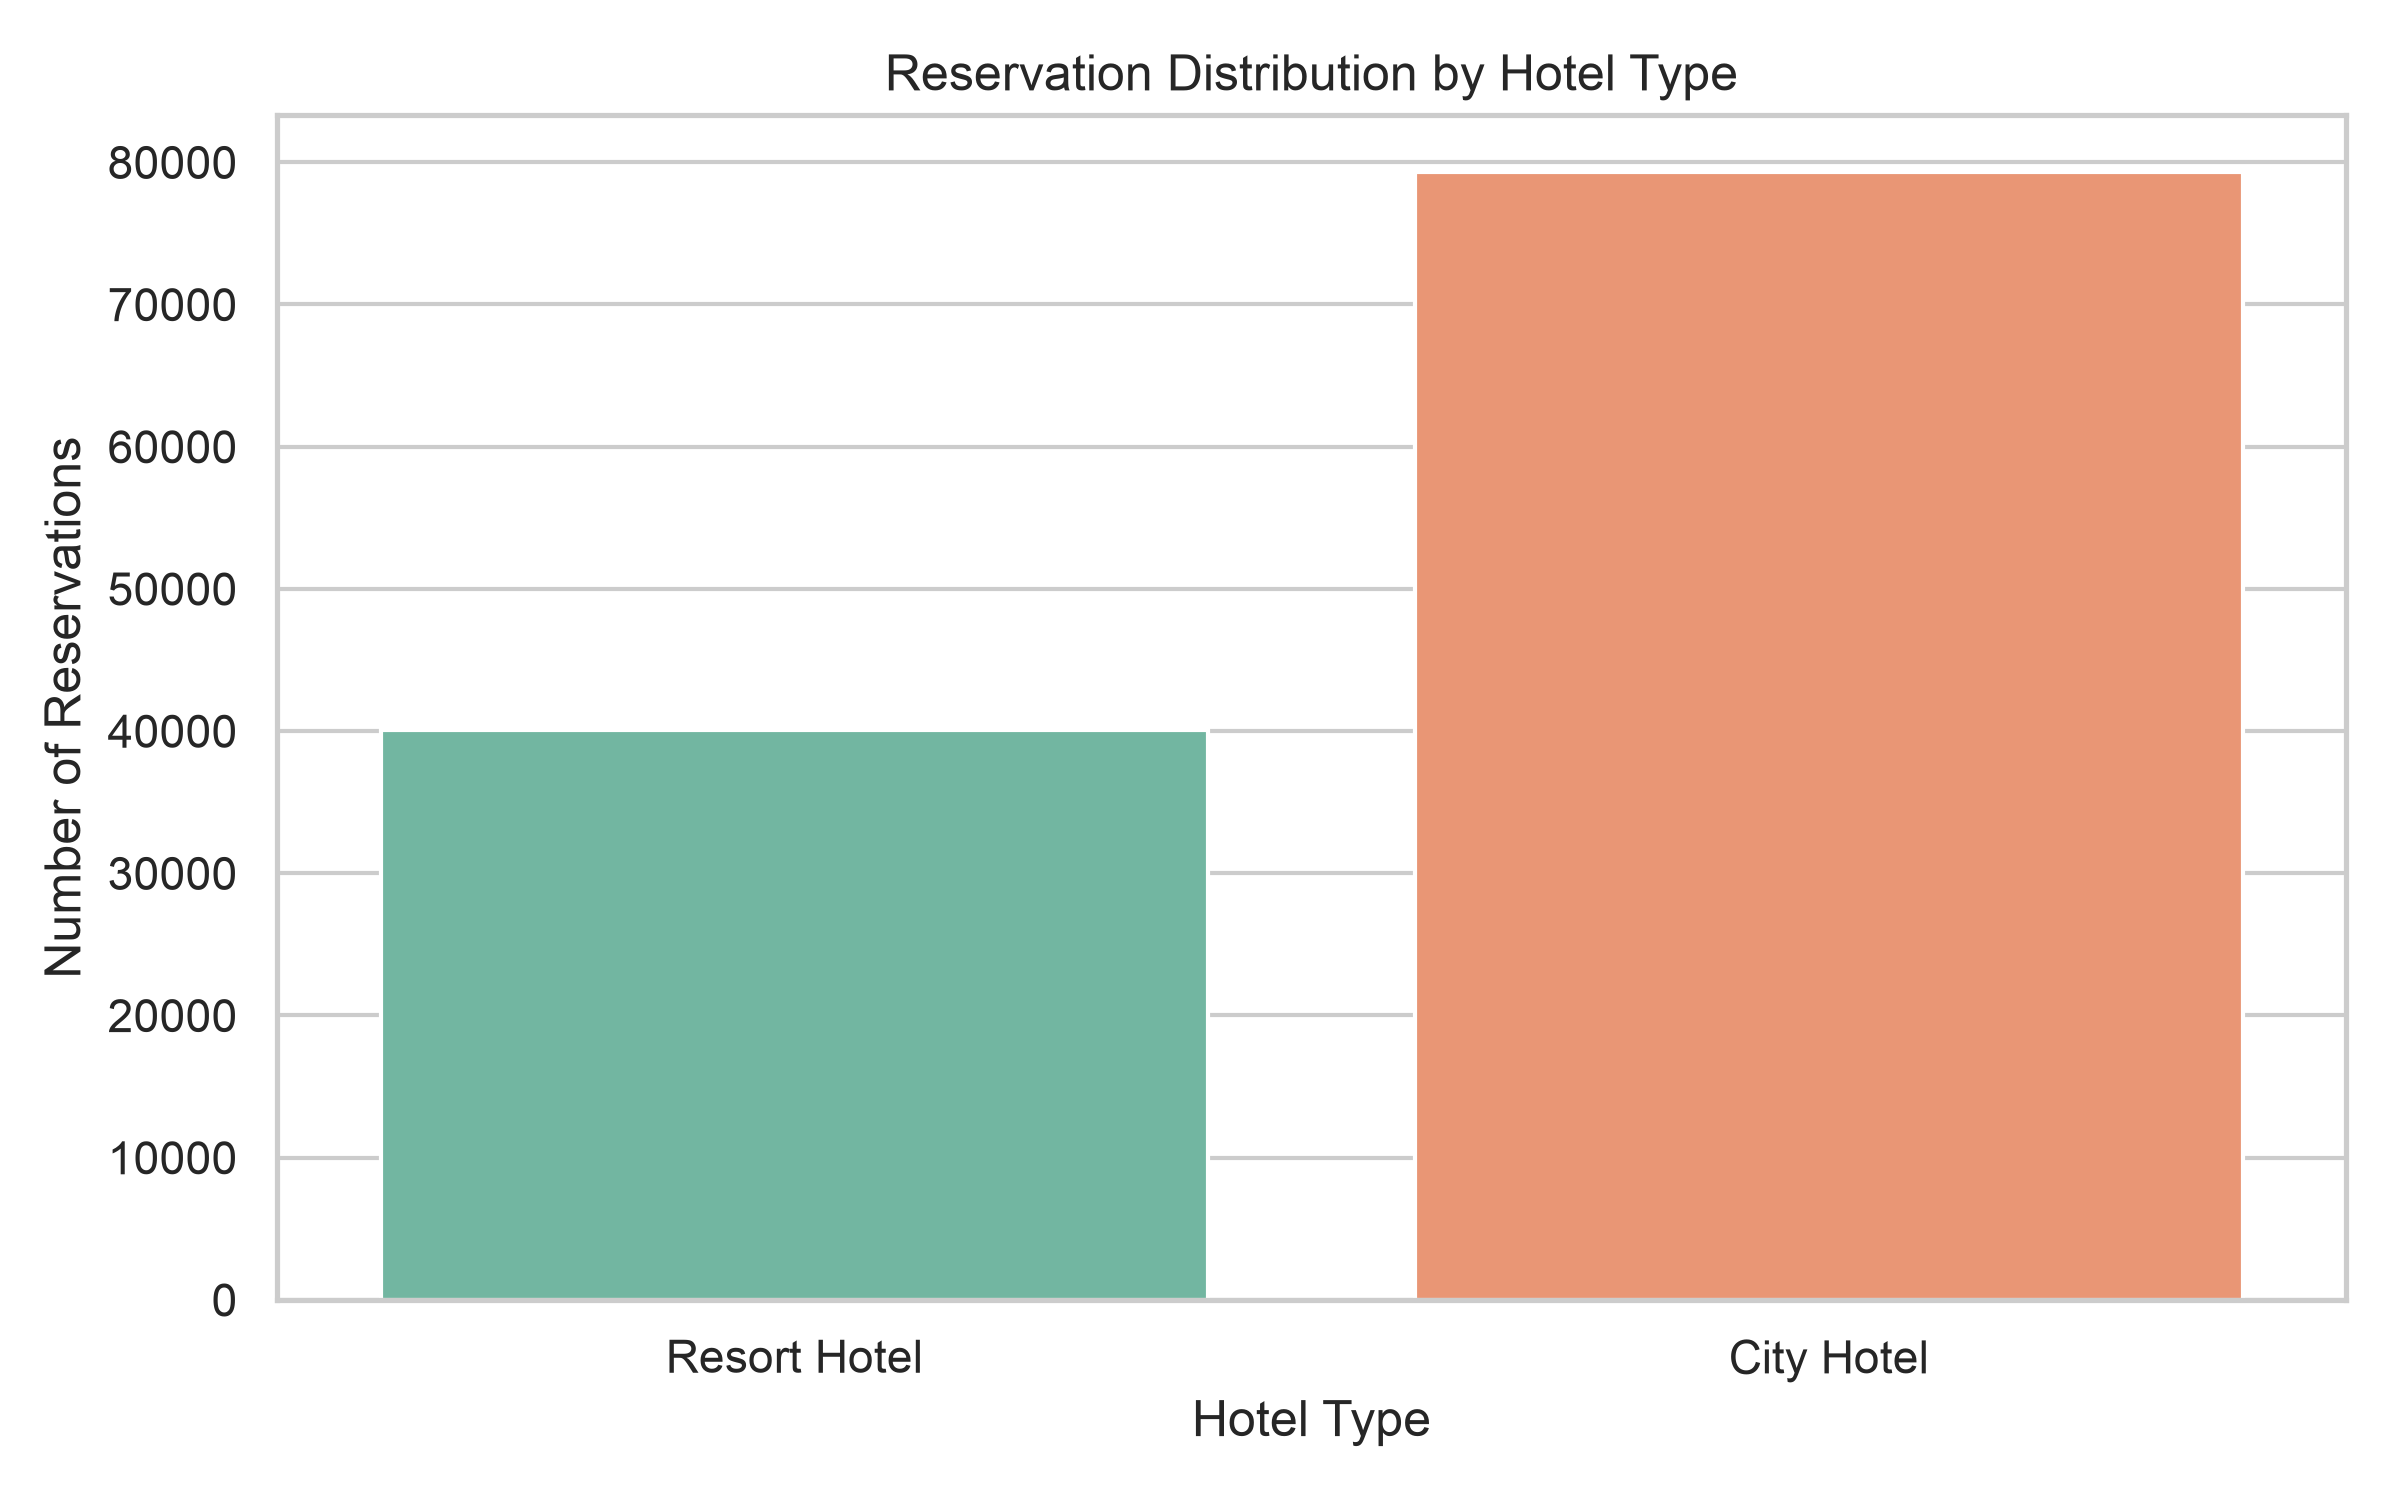 Reservation Distribution by Hotel Type
Number of Reservations
80000
70000
60000
50000
40000
30000
20000
10000
0
Resort Hotel
City Hotel
Hotel Type